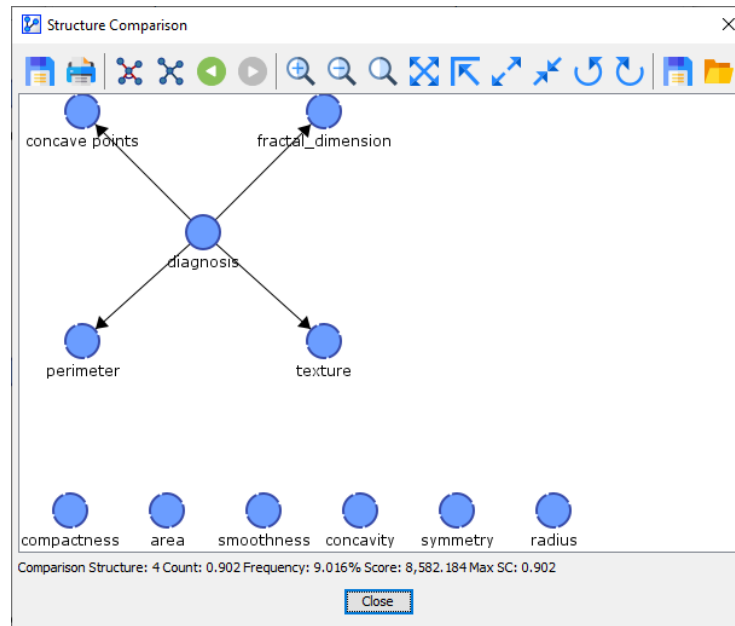 Structure Comparison
concave points
fractal_dimension
diagnosis
perimeter
texture
compactness
area
smoothness
concavity
symmetry
radius
Comparison Structure: 4 Count: 0.902 Frequency: 9.016% Score: 8,582.184 Max SC: 0.902
Close